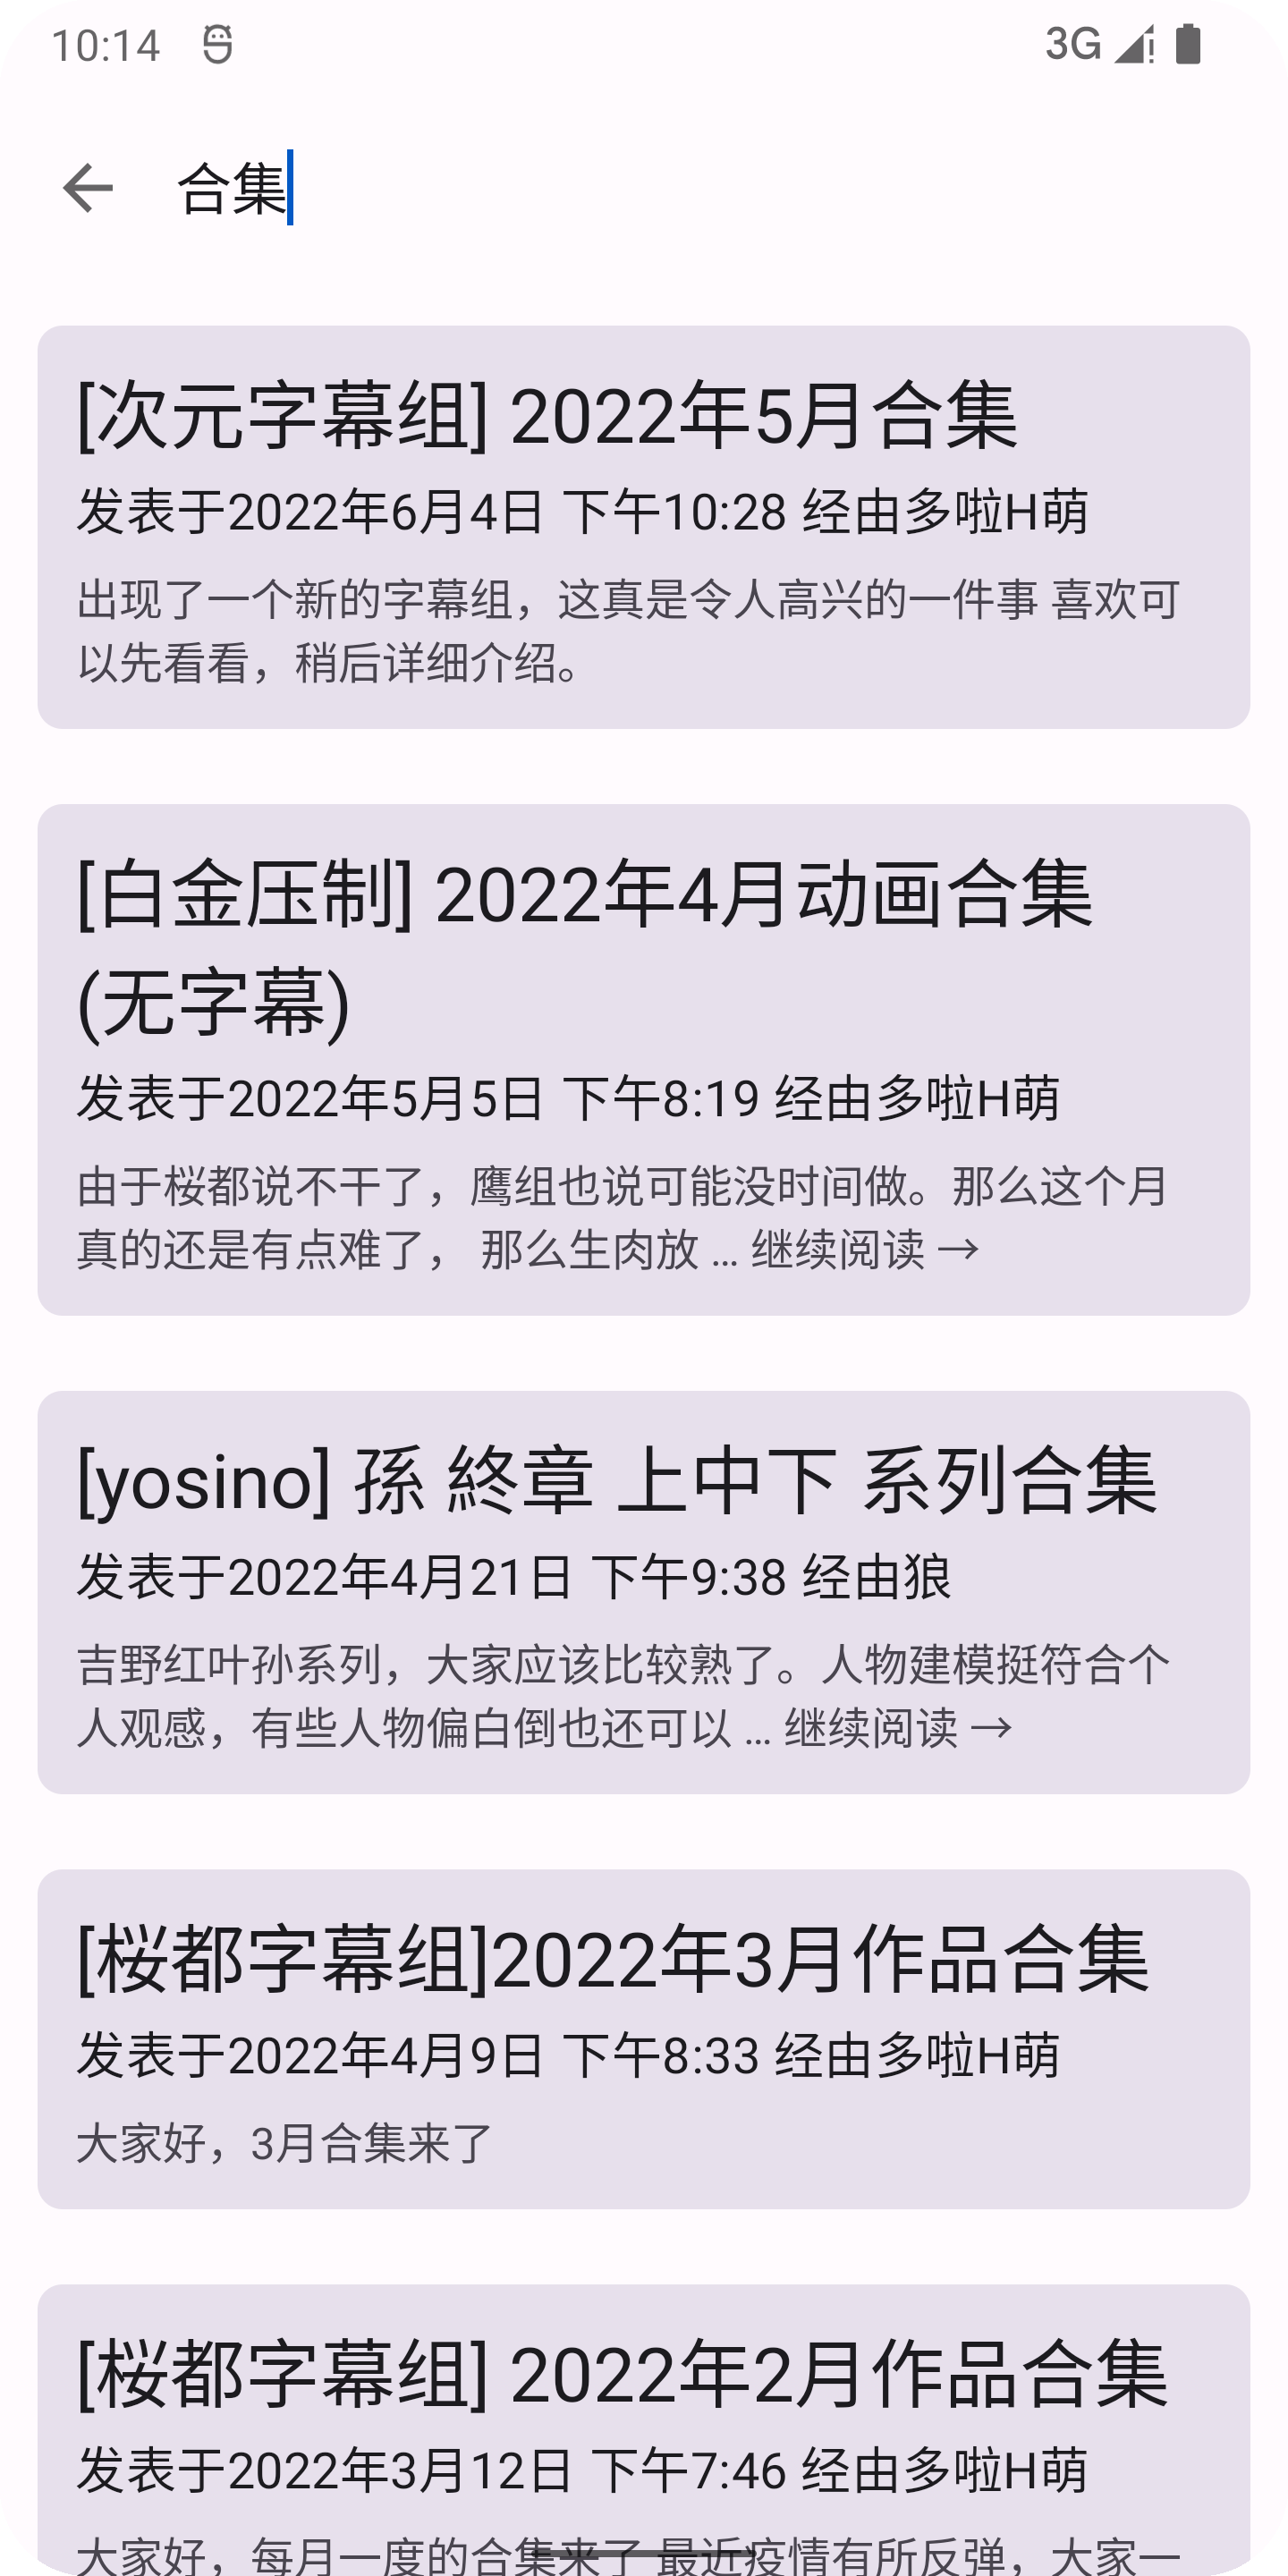 10:14
3G
合集
[次元字幕组] 2022年5月合集
发表于2022年6月4日 下午10:28 经由多啦H萌
出现了一个新的字幕组，这真是令人高兴的一件事 喜欢可
以先看看，稍后详细介绍。
[白金压制] 2022年4月动画合集
(无字幕)
发表于2022年5月5日 下午8:19 经由多啦H萌
由于桜都说不干了，鹰组也说可能没时间做。那么这个月
真的还是有点难了， 那么生肉放 … 继续阅读 →
[yosino] 孫 終章 上中下 系列合集
发表于2022年4月21日 下午9:38 经由狼
吉野红叶孙系列，大家应该比较熟了。人物建模挺符合个
人观感，有些人物偏白倒也还可以 … 继续阅读 →
[桜都字幕组]2022年3月作品合集
发表于2022年4月9日 下午8:33 经由多啦H萌
大家好，3月合集来了
[桜都字幕组] 2022年2月作品合集
发表于2022年3月12日 下午7:46 经由多啦H萌
大家好，每月一度的合集来了 最近疫情有所反弹，大家一